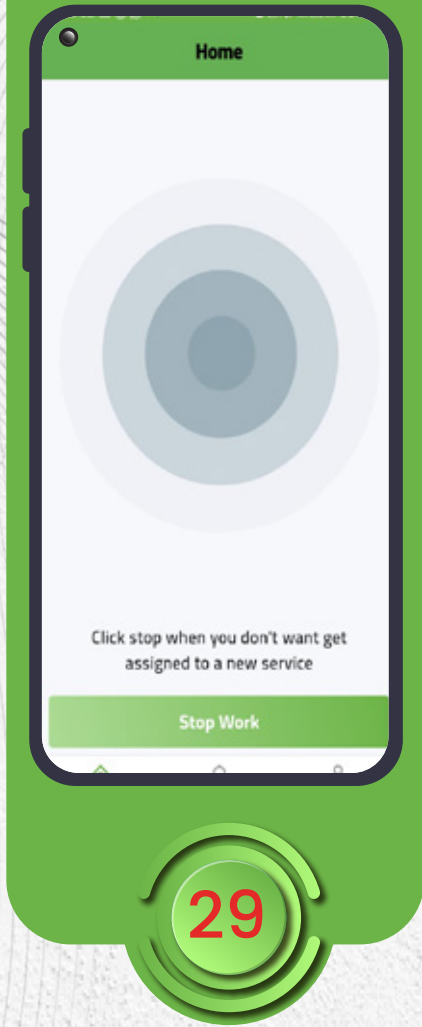 Home
Click stop when you don't want get
assigned to a new service
Stop Work
29